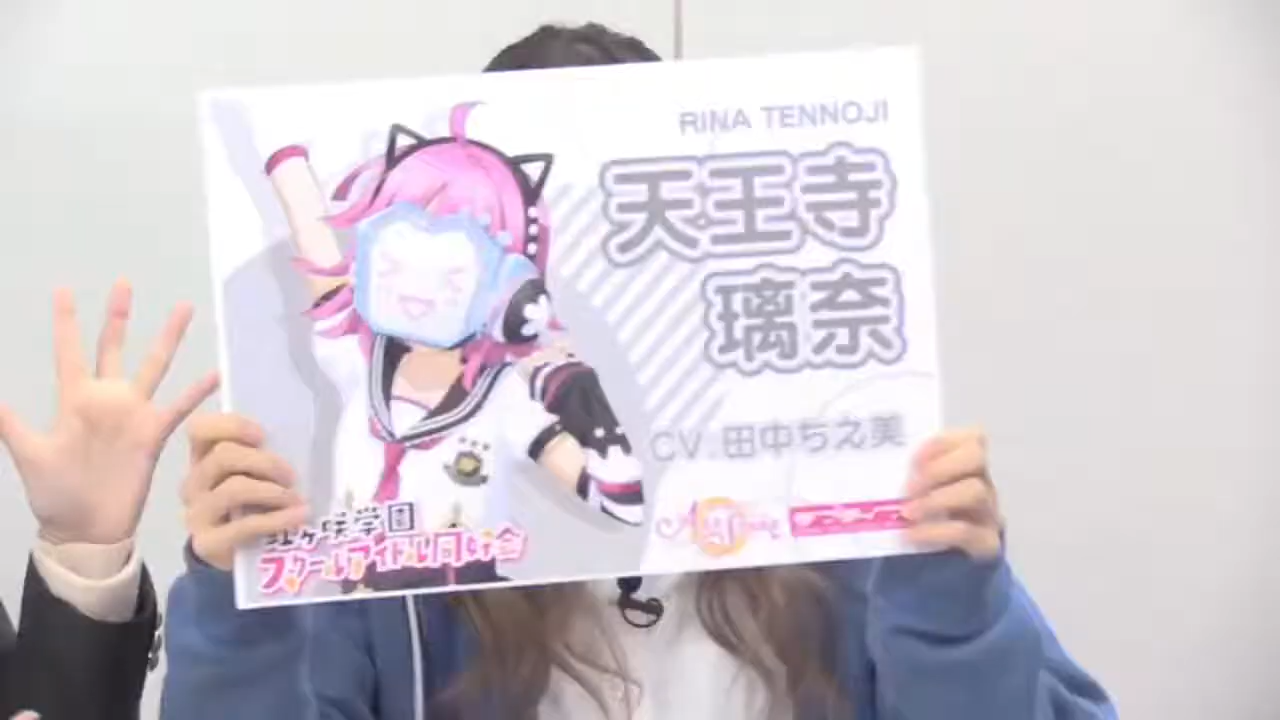 RINA TENNOJI
天王寺
璃奈
CV.田中ちえ美
虹ヶ咲学園
スクールアイドル同好会